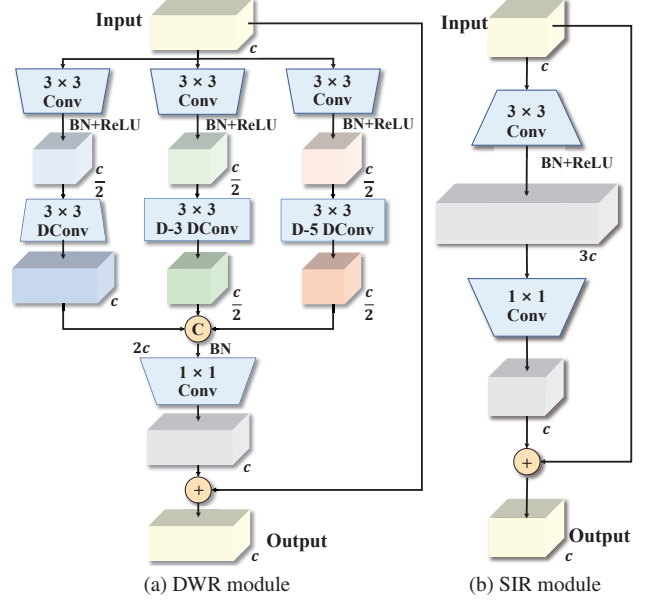 Input
c
3 × 3
Conv
3 × 3
Conv
3 × 3
Conv
BN+ReLU
BN+ReLU
BN+ReLU
c
2
c
2
c
2
3 × 3
DConv
3 × 3
D-3 DConv
3 × 3
D-5 DConv
c
c
2
c
2
C
2c
BN
1 × 1
Conv
c
+
Output
c
(a) DWR module
Input
c
3 × 3
Conv
BN+ReLU
3c
1 × 1
Conv
c
+
Output
c
(b) SIR module